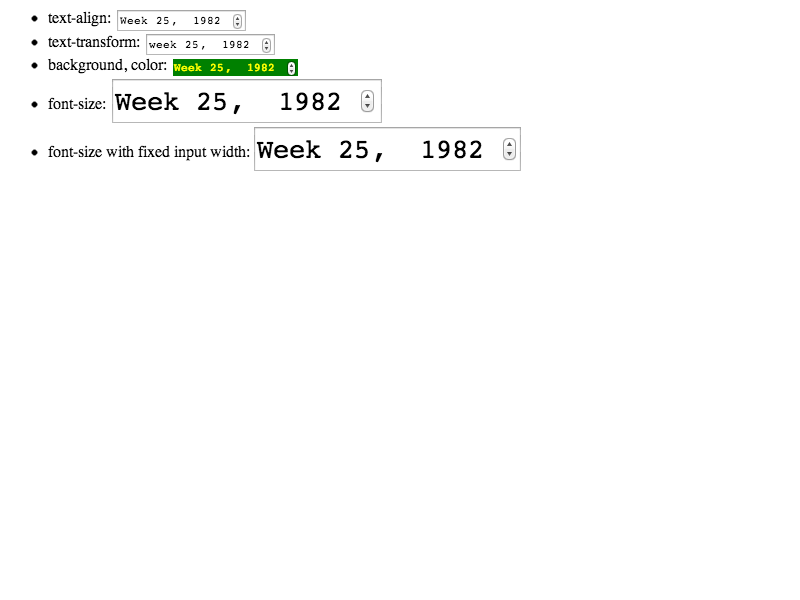 • text-align: Week 25,  1982
• text-transform: week 25,  1982
• background, color: Week 25,  1982
• font-size: Week 25,  1982
• font-size with fixed input width: Week 25,  1982